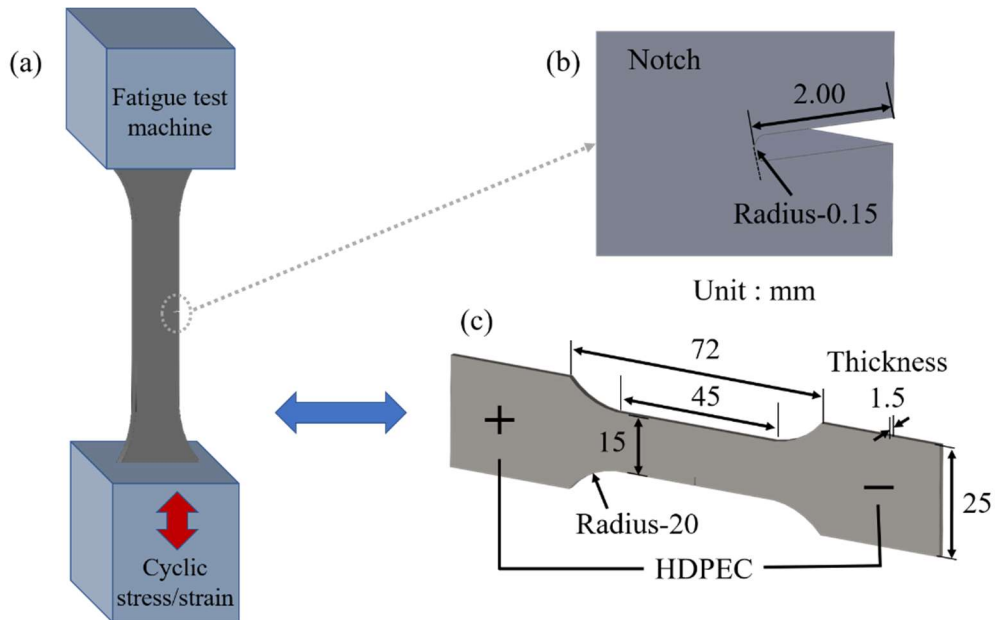 (a)
Fatigue test
machine
Cyclic
stress/strain
(b)
Notch
2.00
Radius-0.15
Unit : mm
(c)
72
45
Thickness
1.5
15
+
−
25
Radius-20
HDPEC